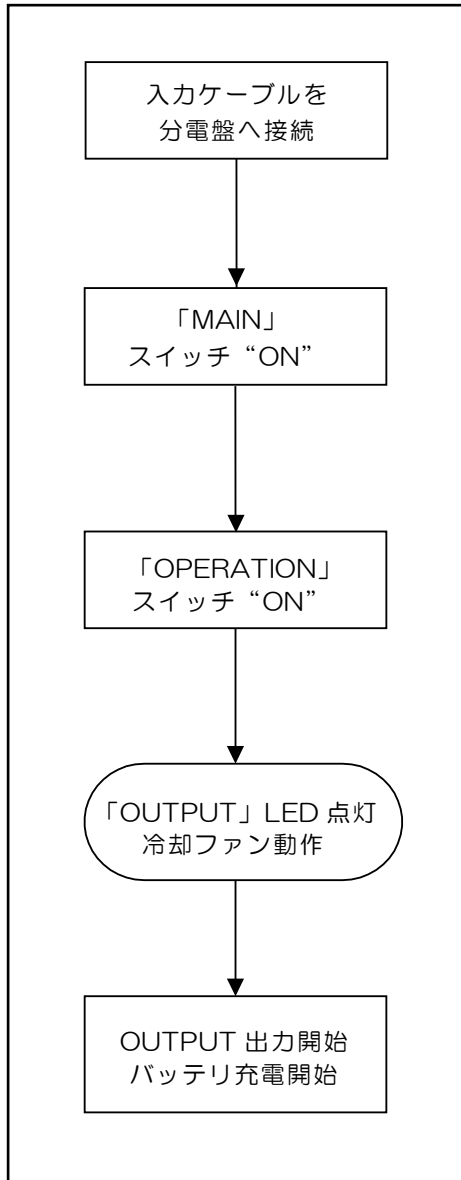 入力ケーブルを
分電盤へ接続
「MAIN」
スイッチ“ON”
「OPERATION」
スイッチ“ON”
「OUTPUT」LED 点灯
冷却ファン動作
OUTPUT 出力開始
バッテリ充電開始